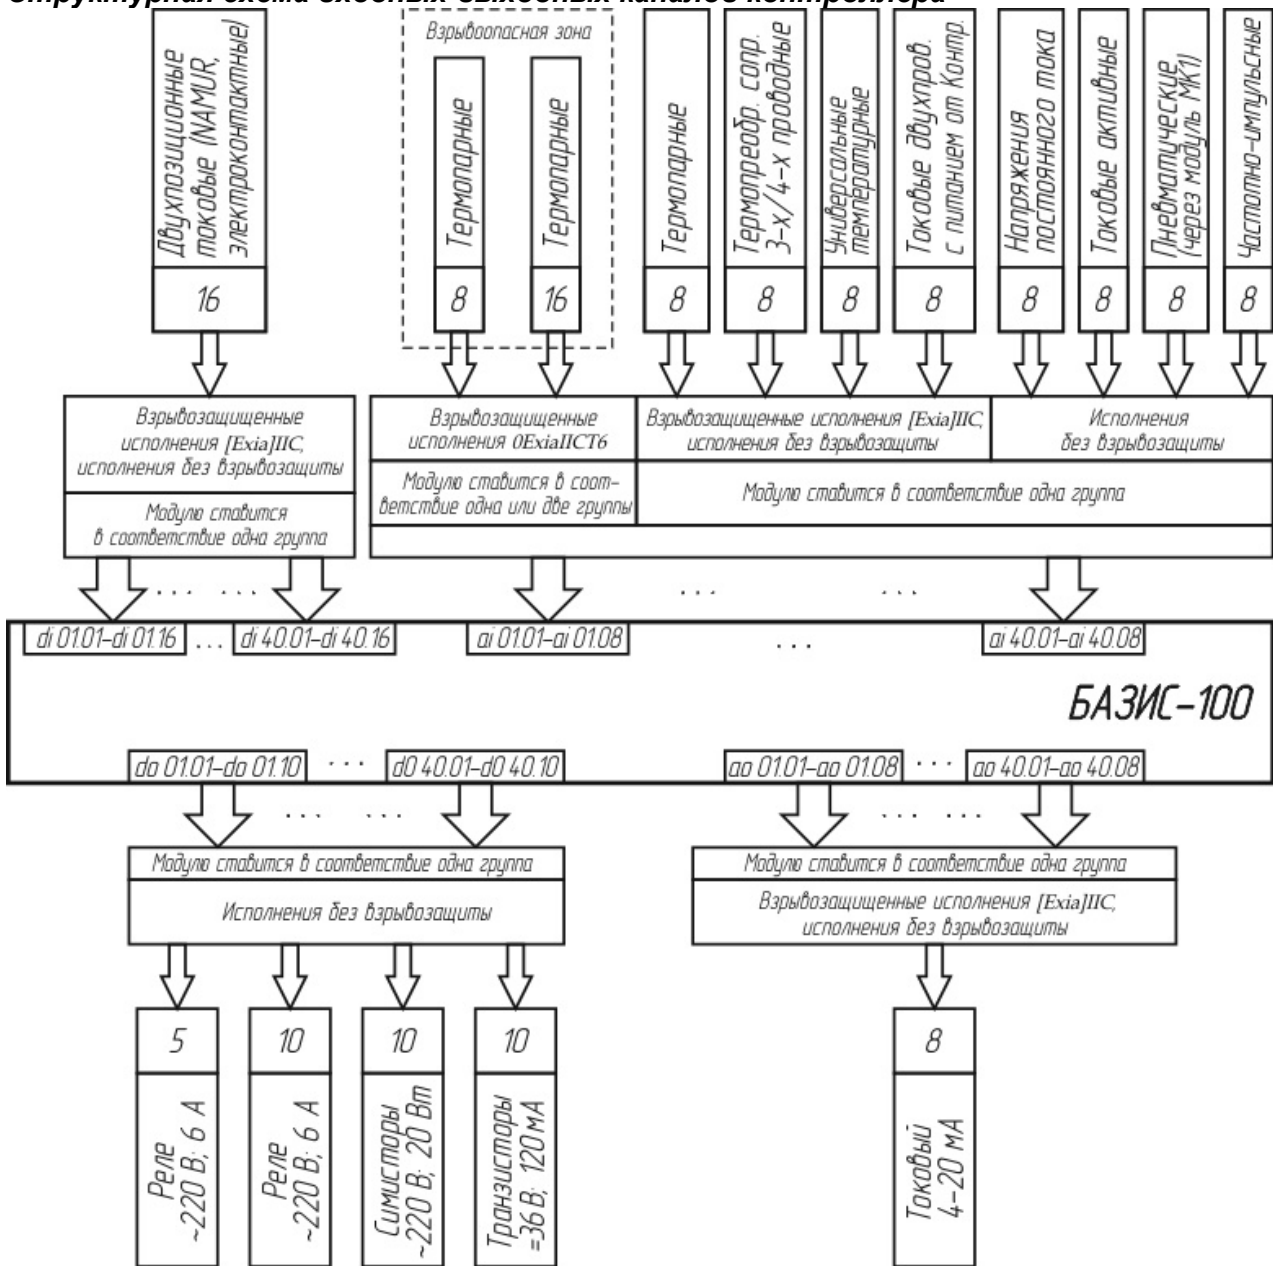 Структурная схема входных-выходных каналов контроллера
Двухпозиционные
токовые (NAMUR,
электроконтактные)
16
Взрывоопасная зона
Термопарные
8
Термопарные
16
Термопарные
8
Термопреобр. сопр.
3-х/4-х проводные
8
Универсальные
температурные
8
Токовые двухпров.
с питанием от Контр.
8
Напряжения
постоянного тока
8
Токовые активные
8
Пневматические
(через модуль МК1)
8
Частотно-импульсные
8
Взрывозащищенные
исполнения [Exia]IIC,
исполнения без взрывозащиты
Модулю ставится
в соответствие одна группа
Взрывозащищенные
исполнения 0ExiaIICT6
Модулю ставится в соот-
ветствие одна или две группы
Взрывозащищенные исполнения [Exia]IIC,
исполнения без взрывозащиты
Исполнения
без взрывозащиты
Модулю ставится в соответствие одна группа
... ...
... ...
di 01.01-di 01.16 ... di 40.01-di 40.16
ai 01.01-ai 01.08 ... ai 40.01-ai 40.08
БАЗИС-100
do 01.01-do 01.10 ... d0 40.01-d0 40.10
ao 01.01-ao 01.08 ... ao 40.01-ao 40.08
... ...
... ...
Модулю ставится в соответствие одна группа
Исполнения без взрывозащиты
Модулю ставится в соответствие одна группа
Взрывозащищенные исполнения [Exia]IIC,
исполнения без взрывозащиты
5
Реле
~220 В; 6 А
10
Реле
~220 В; 6 А
10
Симисторы
~220 В; 20 Вт
10
Транзисторы
=36 В; 120 мА
8
Токовый
4-20 мА